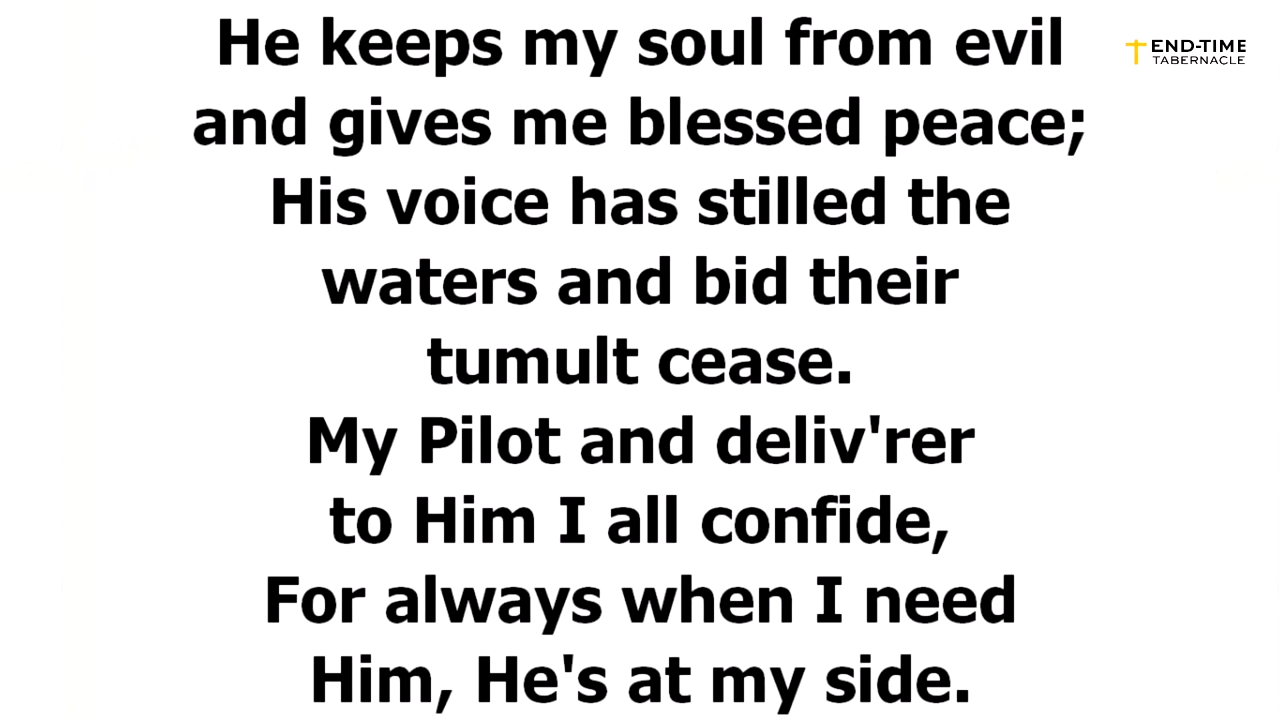 He keeps my soul from evil
and gives me blessed peace;
His voice has stilled the
waters and bid their
tumult cease.
My Pilot and deliv'rer
to Him I all confide,
For always when I need
Him, He's at my side.
END-TIME
TABERNACLE